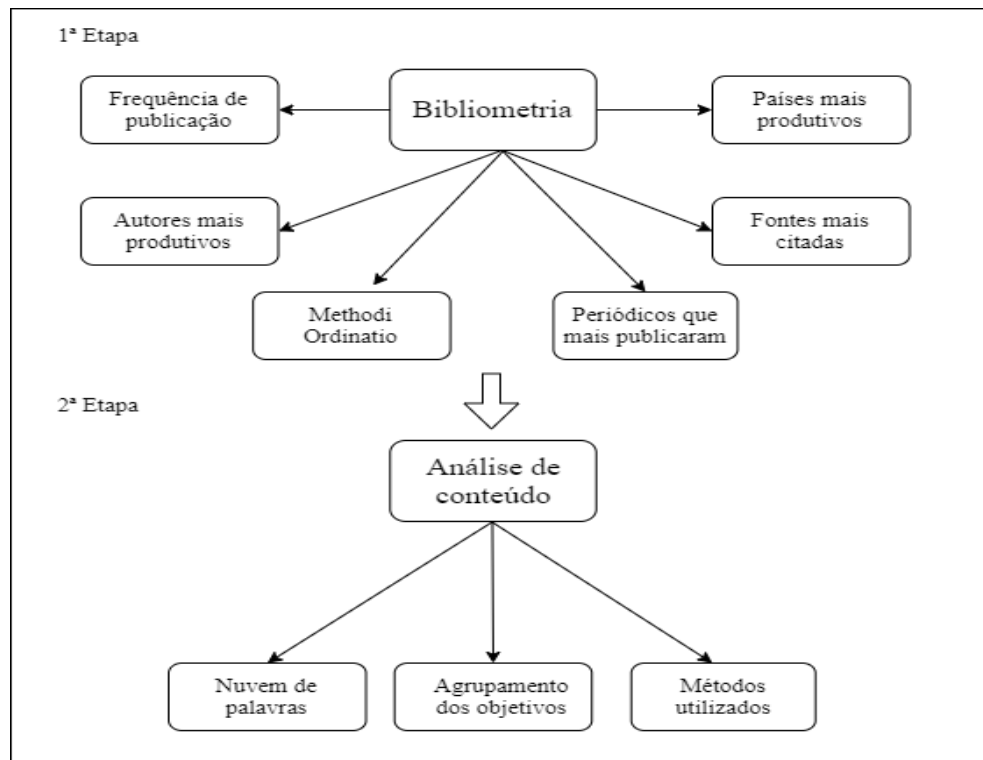 1ª Etapa
Frequência de
publicação
Bibliometria
Países mais
produtivos
Autores mais
produtivos
Fontes mais
citadas
Methodi
Ordinatio
Periódicos que
mais publicaram
2ª Etapa
Análise de
conteúdo
Nuvem de
palavras
Agrupamento
dos objetivos
Métodos
utilizados